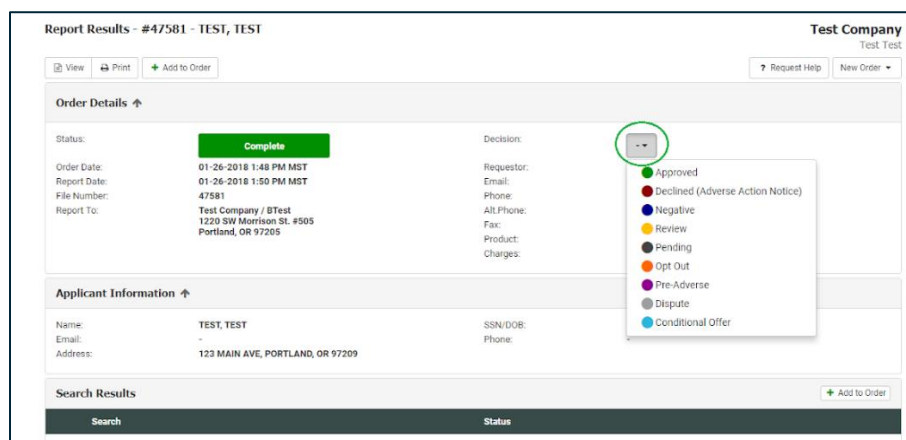 Report Results - #47581 - TEST, TEST
Test Company
Test Test
View Print + Add to Order
? Request Help New Order
Order Details
Status: Complete
Decision: -
Order Date: 01-26-2018 1:48 PM MST
Report Date: 01-26-2018 1:50 PM MST
File Number: 47581
Report To: Test Company / BTest
1220 SW Morrison St. #505
Portland, OR 97205
Requestor:
Email:
Phone:
Alt.Phone:
Fax:
Product:
Charges:
Approved
Declined (Adverse Action Notice)
Negative
Review
Pending
Opt Out
Pre-Adverse
Dispute
Conditional Offer
Applicant Information
Name: TEST, TEST
Email: -
Address: 123 MAIN AVE, PORTLAND, OR 97209
SSN/DOB:
Phone: -
Search Results
+ Add to Order
Search Status